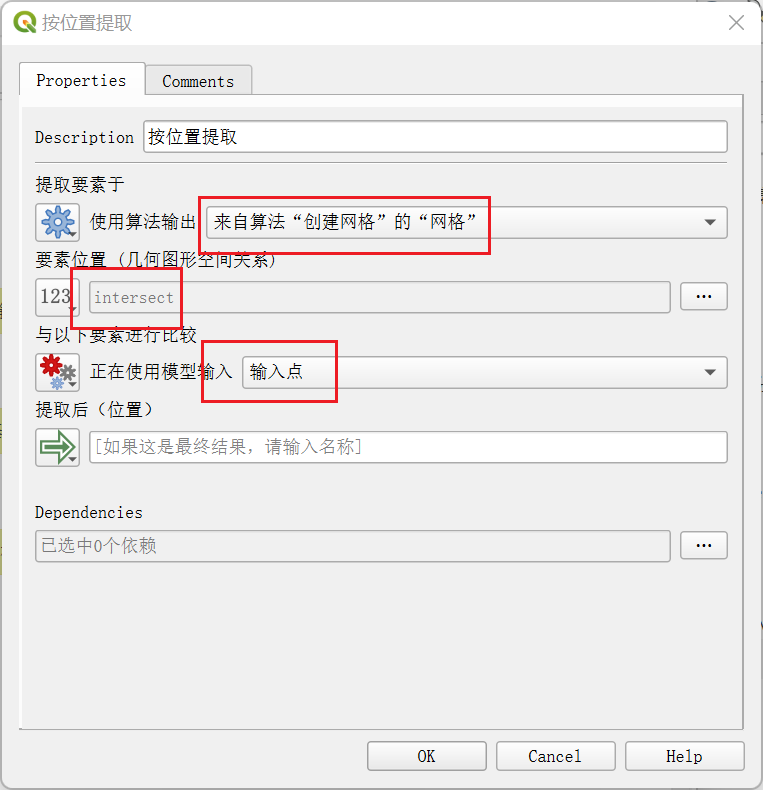 按位置提取
Properties
Comments
Description 按位置提取
提取要素于
使用算法输出 来自算法“创建网格”的“网格”
要素位置 (几何图形空间关系)
123 intersect ...
与以下要素进行比较
正在使用模型输入 输入点
提取后（位置）
[如果这是最终结果，请输入名称]
Dependencies
已选中0个依赖 ...
OK Cancel Help